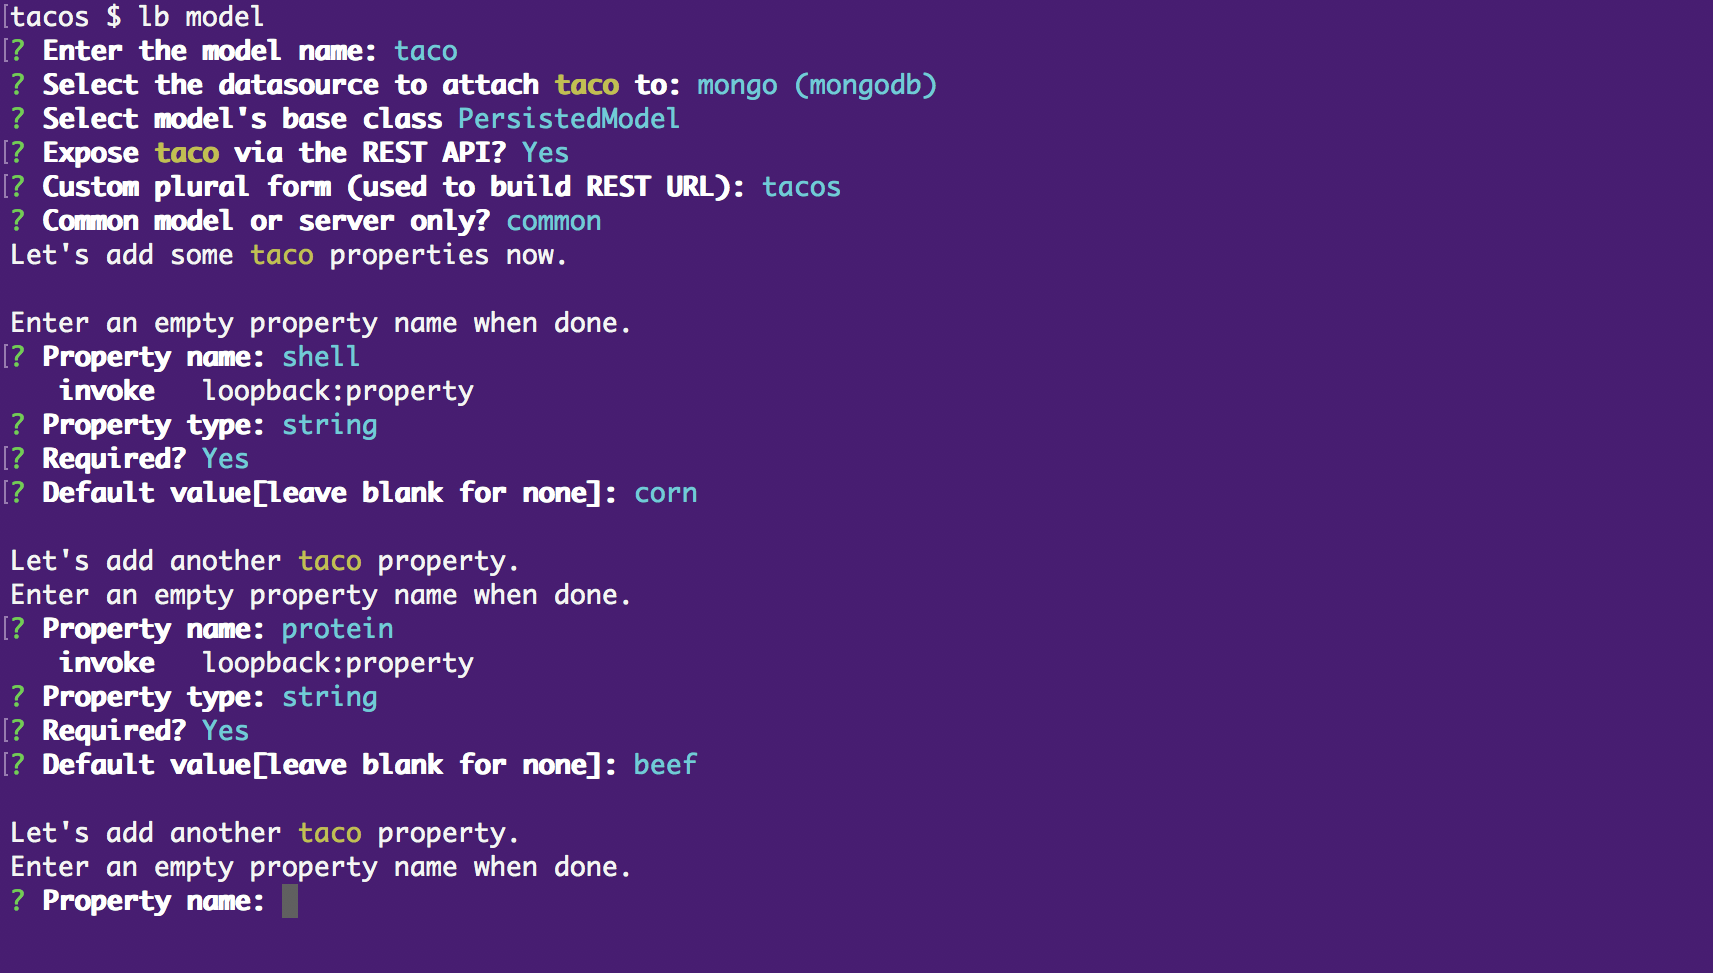 [tacos $ lb model
[? Enter the model name: taco
? Select the datasource to attach taco to: mongo (mongodb)
? Select model's base class PersistedModel
[? Expose taco via the REST API? Yes
[? Custom plural form (used to build REST URL): tacos
? Common model or server only? common
Let's add some taco properties now.
Enter an empty property name when done.
[? Property name: shell
invoke loopback:property
? Property type: string
[? Required? Yes
[? Default value[leave blank for none]: corn
Let's add another taco property.
Enter an empty property name when done.
[? Property name: protein
invoke loopback:property
? Property type: string
[? Required? Yes
[? Default value[leave blank for none]: beef
Let's add another taco property.
Enter an empty property name when done.
? Property name: